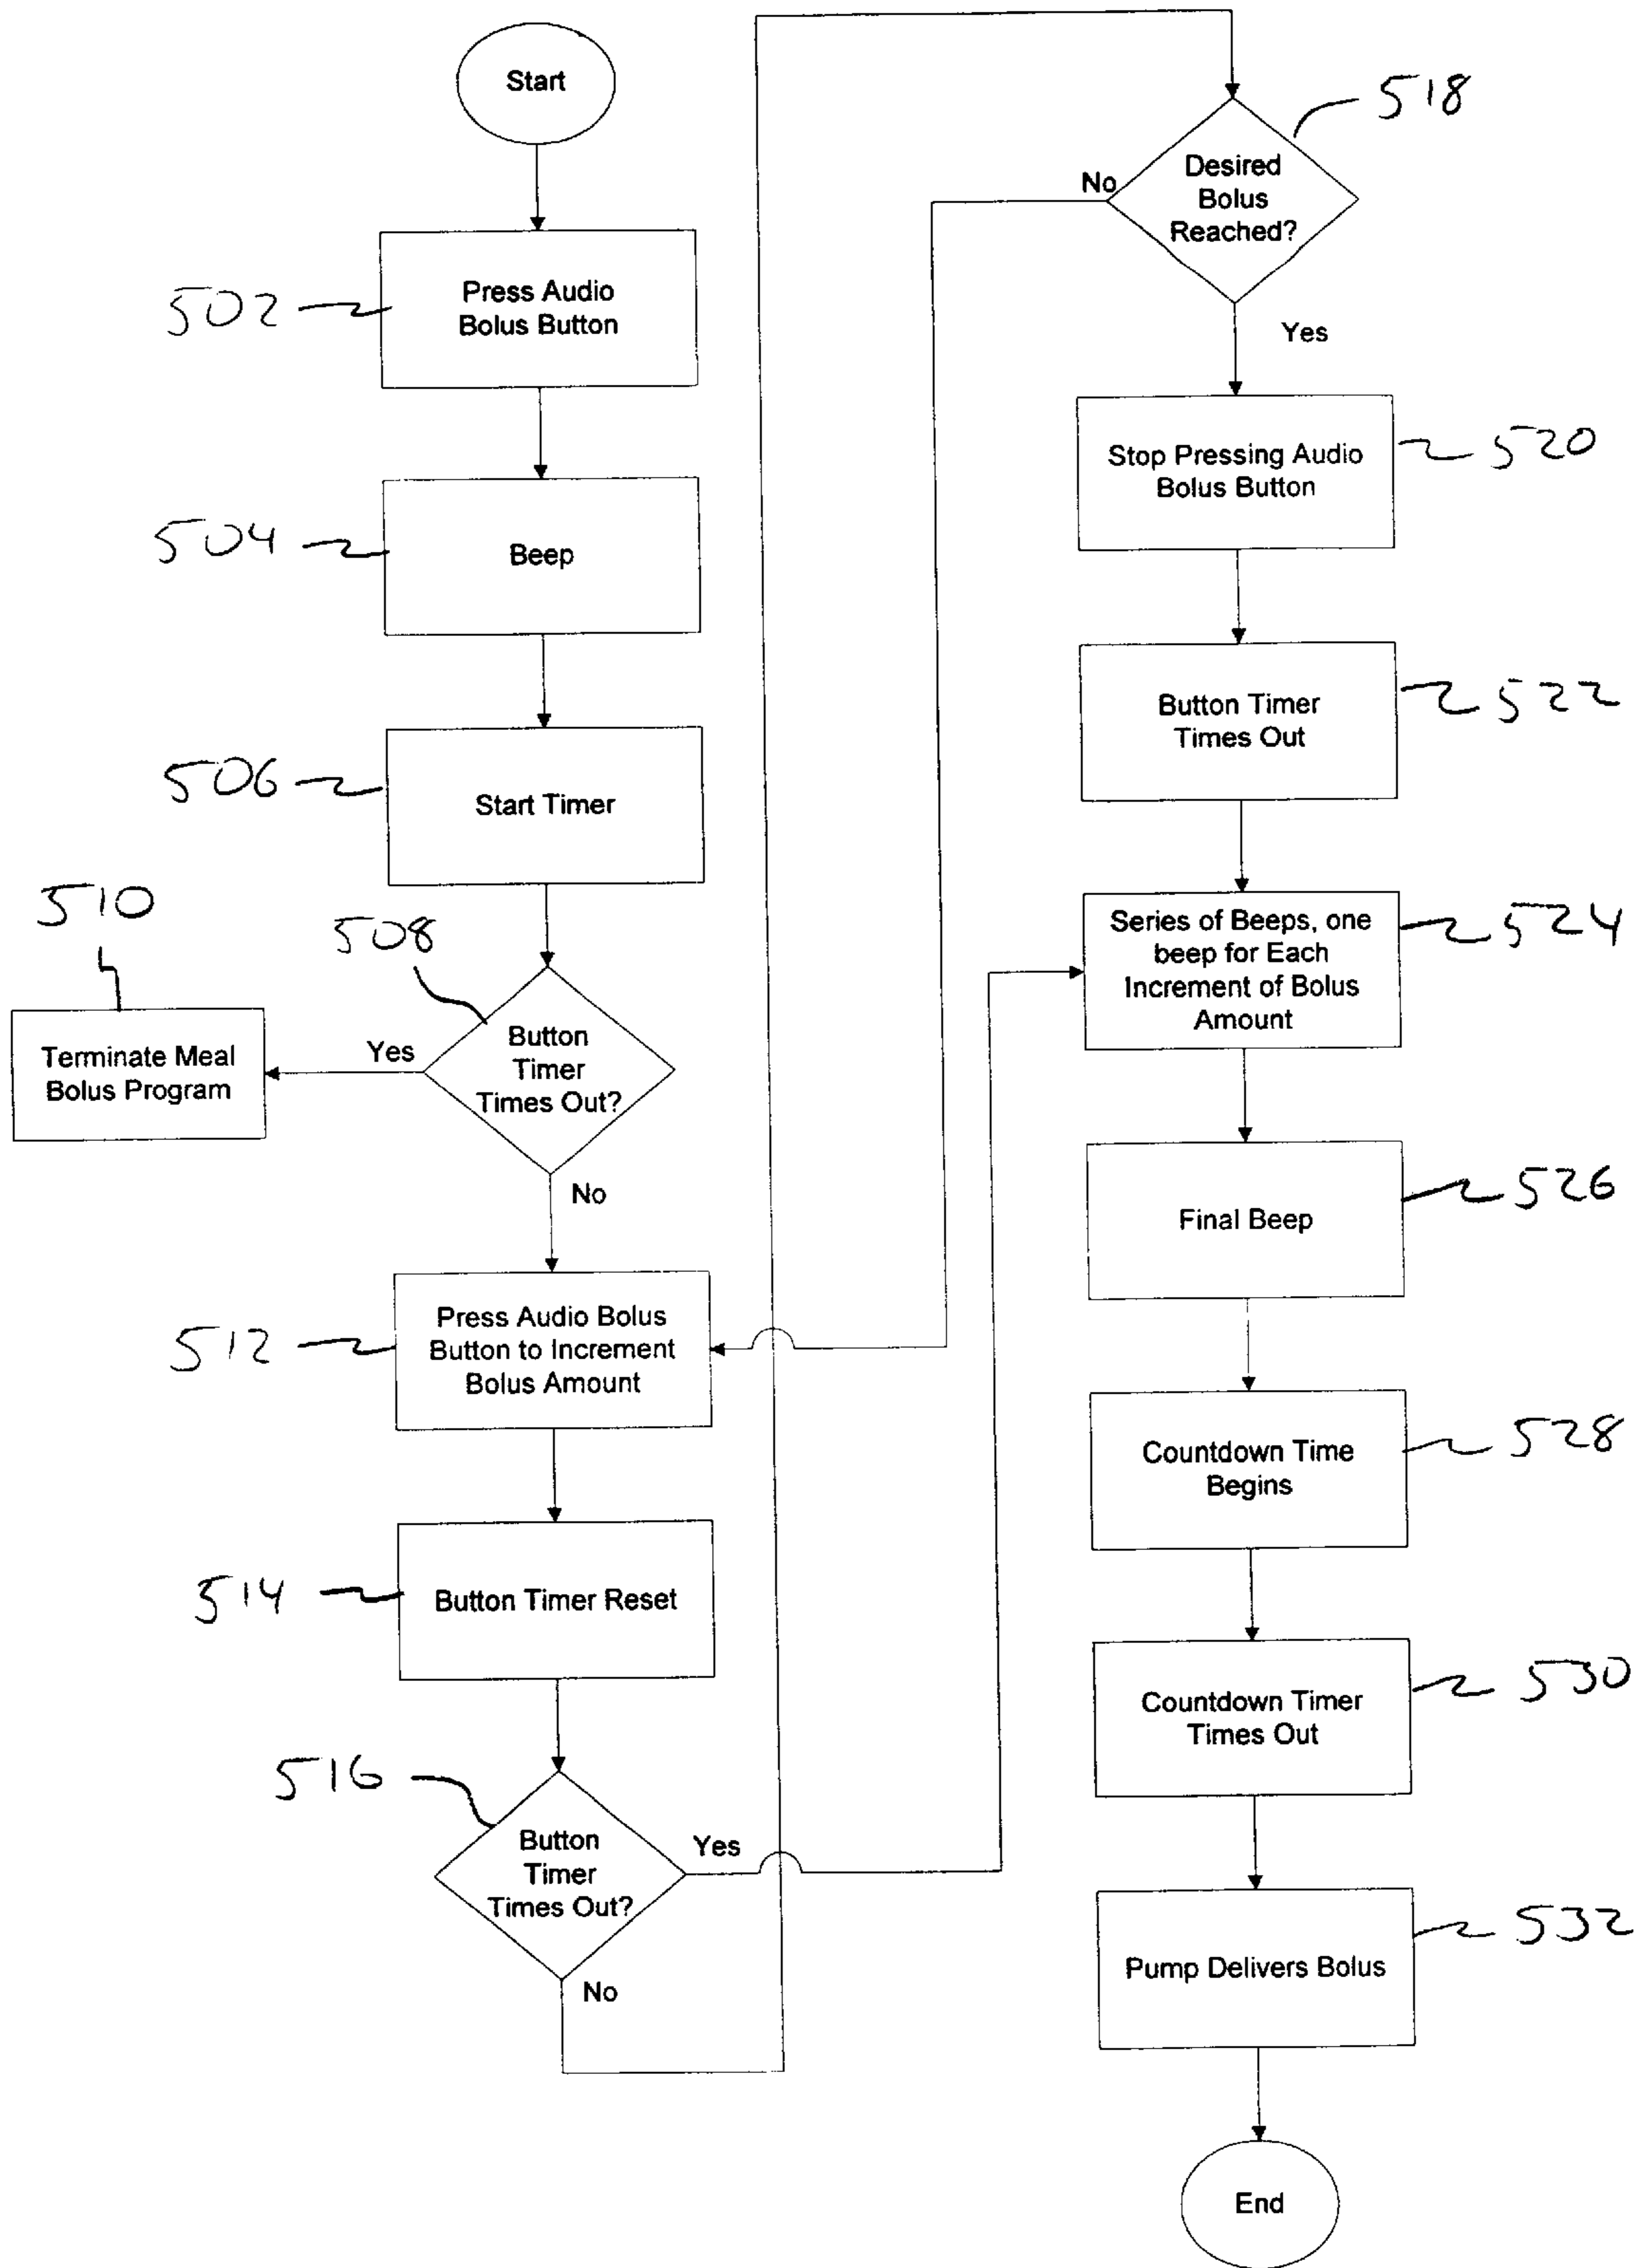 Start
502
Press Audio
Bolus Button
504
Beep
506
Start Timer
510
508
Terminate Meal
Bolus Program
Yes
Button
Timer
Times Out?
No
512
Press Audio Bolus
Button to Increment
Bolus Amount
514
Button Timer Reset
516
Button
Timer
Times Out?
Yes
No
518
Desired
Bolus
Reached?
No
Yes
520
Stop Pressing Audio
Bolus Button
522
Button Timer
Times Out
524
Series of Beeps, one
beep for Each
Increment of Bolus
Amount
526
Final Beep
528
Countdown Time
Begins
530
Countdown Timer
Times Out
532
Pump Delivers Bolus
End